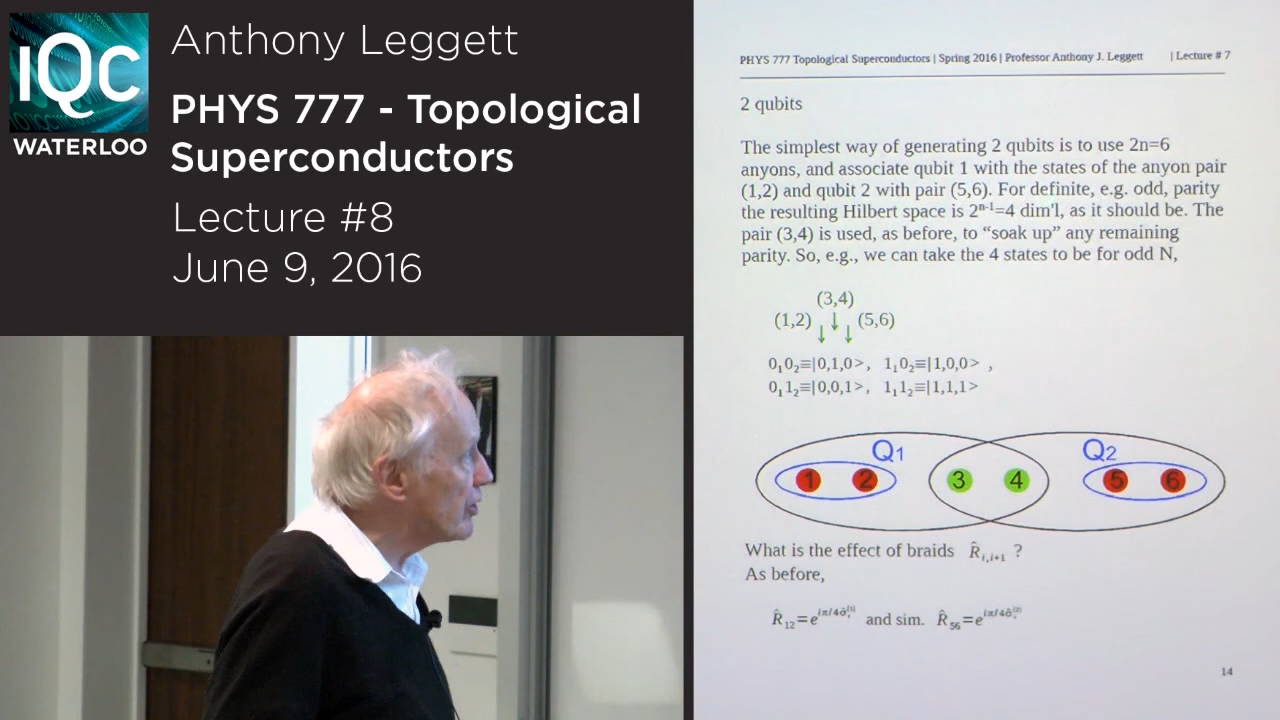 IQC
WATERLOO
Anthony Leggett
PHYS 777 - Topological
Superconductors
Lecture #8
June 9, 2016
PHYS 777 Topological Superconductors | Spring 2016 | Professor Anthony J. Leggett | Lecture # 7
2 qubits
The simplest way of generating 2 qubits is to use 2n=6
anyons, and associate qubit 1 with the states of the anyon pair
(1,2) and qubit 2 with pair (5,6). For definite, e.g. odd, parity
the resulting Hilbert space is 2ⁿ⁻¹=4 dim'l, as it should be. The
pair (3,4) is used, as before, to “soak up” any remaining
parity. So, e.g., we can take the 4 states to be for odd N,
(3,4)
(1,2) ↓ ↓ ↓ (5,6)
0₁0₂≡|0,1,0>, 1₁0₂≡|1,0,0> ,
0₁1₂≡|0,0,1>, 1₁1₂≡|1,1,1>
Q1 Q2
1 2 3 4 5 6
What is the effect of braids R̂ᵢ,ᵢ₊₁ ?
As before,
R̂₁₂=e and sim. R̂₅₆=e
14